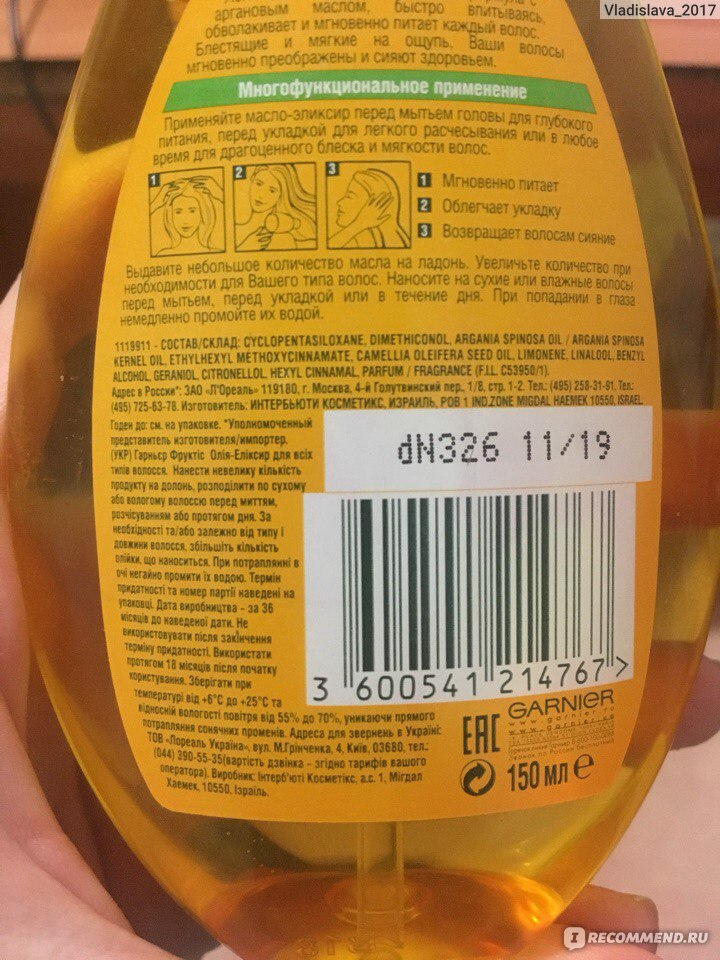 Vladislava_2017
аргановым маслом, быстро впитываясь,
обволакивает и мгновенно питает каждый волос.
Блестящие и мягкие на ощупь, Ваши волосы
мгновенно преображены и сияют здоровьем.
Многофункциональное применение
Применяйте масло-эликсир перед мытьем головы для глубокого
питания, перед укладкой для легкого расчесывания или в любое
время для драгоценного блеска и мягкости волос.
1 2 3
1 Мгновенно питает
2 Облегчает укладку
3 Возвращает волосам сияние
Выдавите небольшое количество масла на ладонь. Увеличьте количество при
необходимости для Вашего типа волос. Наносите на сухие или влажные волосы
перед мытьем, перед укладкой или в течение дня. При попадании в глаза
немедленно промойте их водой.
1119911 - СОСТАВ/СКЛАД: CYCLOPENTASILOXANE, DIMETHICONOL, ARGANIA SPINOSA OIL / ARGANIA SPINOSA
KERNEL OIL, ETHYLHEXYL METHOXYCINNAMATE, CAMELLIA OLEIFERA SEED OIL, LIMONENE, LINALOOL, BENZYL
ALCOHOL, GERANIOL, CITRONELLOL, HEXYL CINNAMAL, PARFUM / FRAGRANCE (F.I.L. C53950/1).
Адрес в России*: ЗАО «Л'Ореаль» 119180, г. Москва, 4-й Голутвинский пер., 1/8, стр. 1-2. Тел.: (495) 258-31-91. Тел.:
(495) 725-63-78. Изготовитель: ИНТЕРБЬЮТИ КОСМЕТИКС, ИЗРАИЛЬ, POB 1 IND.ZONE MIGDAL HAEMEK 10550, ISRAEL.
Годен до: см. на упаковке. *Уполномоченный
представитель изготовителя/импортер.
(УКР) Гарньєр Фруктіс Олія-Еліксир для всіх
типів волосся. Нанести невелику кількість
продукту на долонь, розподілити по сухому
або вологому волоссю перед миттям,
розчісуванням або протягом дня. За
необхідності та/або залежно від типу і
довжини волосся, збільшіть кількість
олійки, що наноситься. При потраплянні в
очі негайно промити їх водою. Термін
придатності та номер партії наведені на
упаковці. Дата виробництва - за 36
місяців до наведеної дати. Не
використовувати після закінчення
терміну придатності. Використати
протягом 18 місяців після початку
користування. Зберігати при
температурі від +6°C до +25°C та
відносній вологості повітря від 55% до 70%, уникаючи прямого
потрапляння сонячних променів. Адреса для звернень в Україні:
ТОВ «Лореаль Україна», вул. М.Грінченка, 4, Київ, 03680, тел.:
(044) 390-55-35(вартість дзвінка - згідно тарифів вашого
оператора). Виробник: Інтерб'юті Косметікс, а.с. 1, Мігдал
Хаемек, 10550, Ізраїль.
dN326 11/19
3 600541 214767 >
GARNIER
www.garnier.ru
EAC
150 мл e
IRECOMMEND.RU